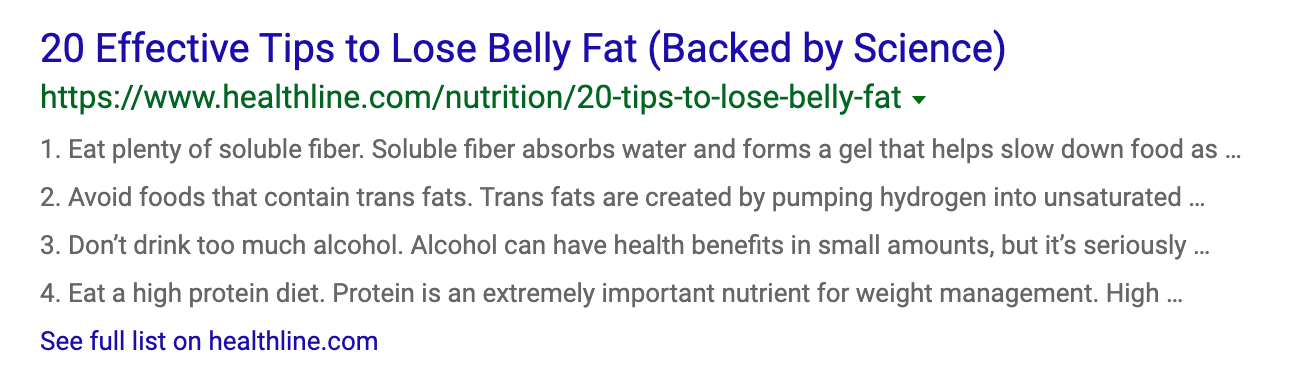 20 Effective Tips to Lose Belly Fat (Backed by Science)
https://www.healthline.com/nutrition/20-tips-to-lose-belly-fat
1. Eat plenty of soluble fiber. Soluble fiber absorbs water and forms a gel that helps slow down food as ...
2. Avoid foods that contain trans fats. Trans fats are created by pumping hydrogen into unsaturated ...
3. Don’t drink too much alcohol. Alcohol can have health benefits in small amounts, but it’s seriously ...
4. Eat a high protein diet. Protein is an extremely important nutrient for weight management. High ...
See full list on healthline.com